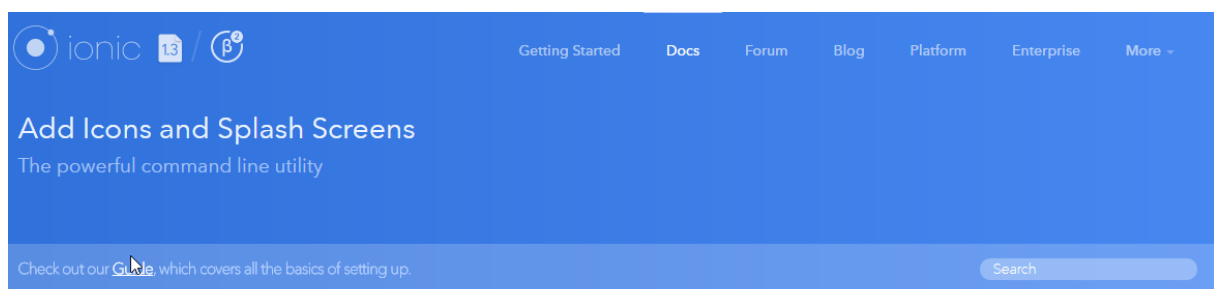 ionic 1.3 / β2
Getting Started Docs Forum Blog Platform Enterprise More
Add Icons and Splash Screens
The powerful command line utility
Check out our Guide, which covers all the basics of setting up.
Search